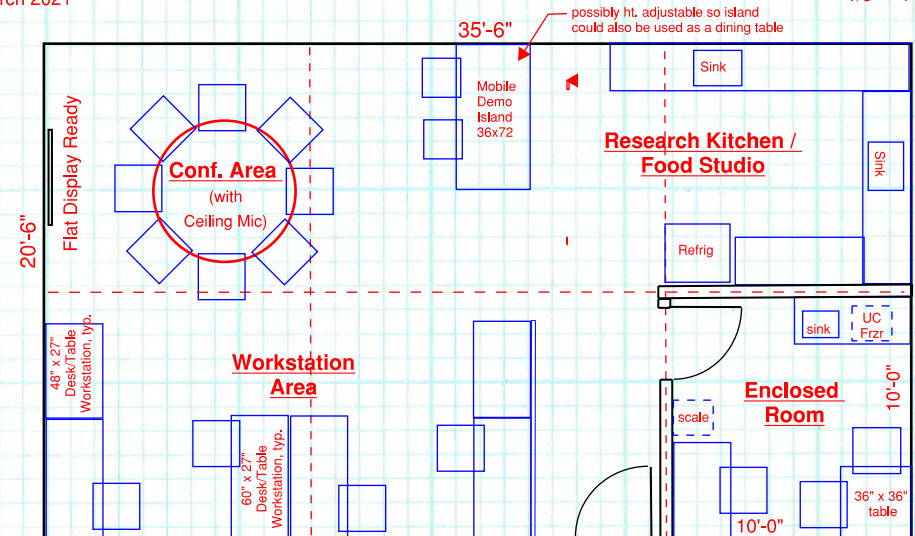 rch 2021
35'-6"
possibly ht. adjustable so island
could also be used as a dining table
Sink
Mobile
Demo
Island
36x72
Research Kitchen /
Food Studio
Sink
Flat Display Ready
Conf. Area
(with
Ceiling Mic)
20'-6"
Refrig
sink
UC
Frzr
48" x 27"
Desk/Table
Workstation, typ.
Workstation
Area
Enclosed
Room
10'-0"
scale
60" x 27"
Desk/Table
Workstation, typ.
36" x 36"
table
10'-0"